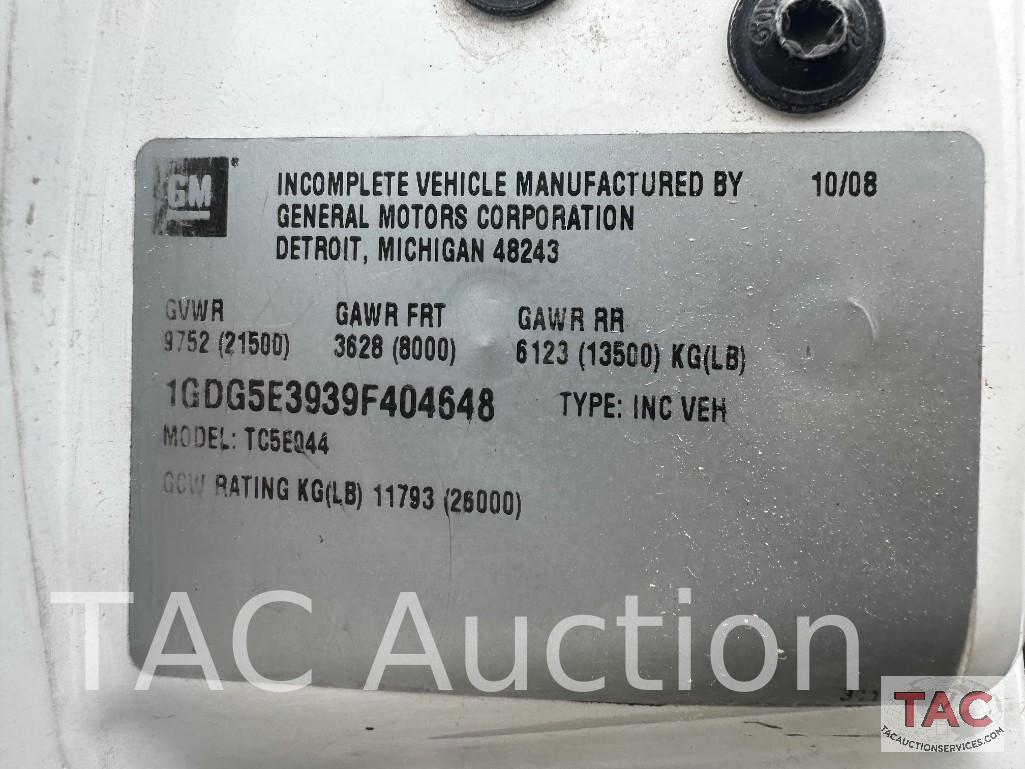 GM
INCOMPLETE VEHICLE MANUFACTURED BY 10/08
GENERAL MOTORS CORPORATION
DETROIT, MICHIGAN 48243
GVWR GAWR FRT GAWR RR
9752 (21500) 3628 (8000) 6123 (13500) KG(LB)
1GDG5E3939F404648 TYPE: INC VEH
MODEL: TC5E044
GCW RATING KG(LB) 11793 (26000)
TAC Auction
TAC
TACAUCTIONSERVICES.COM